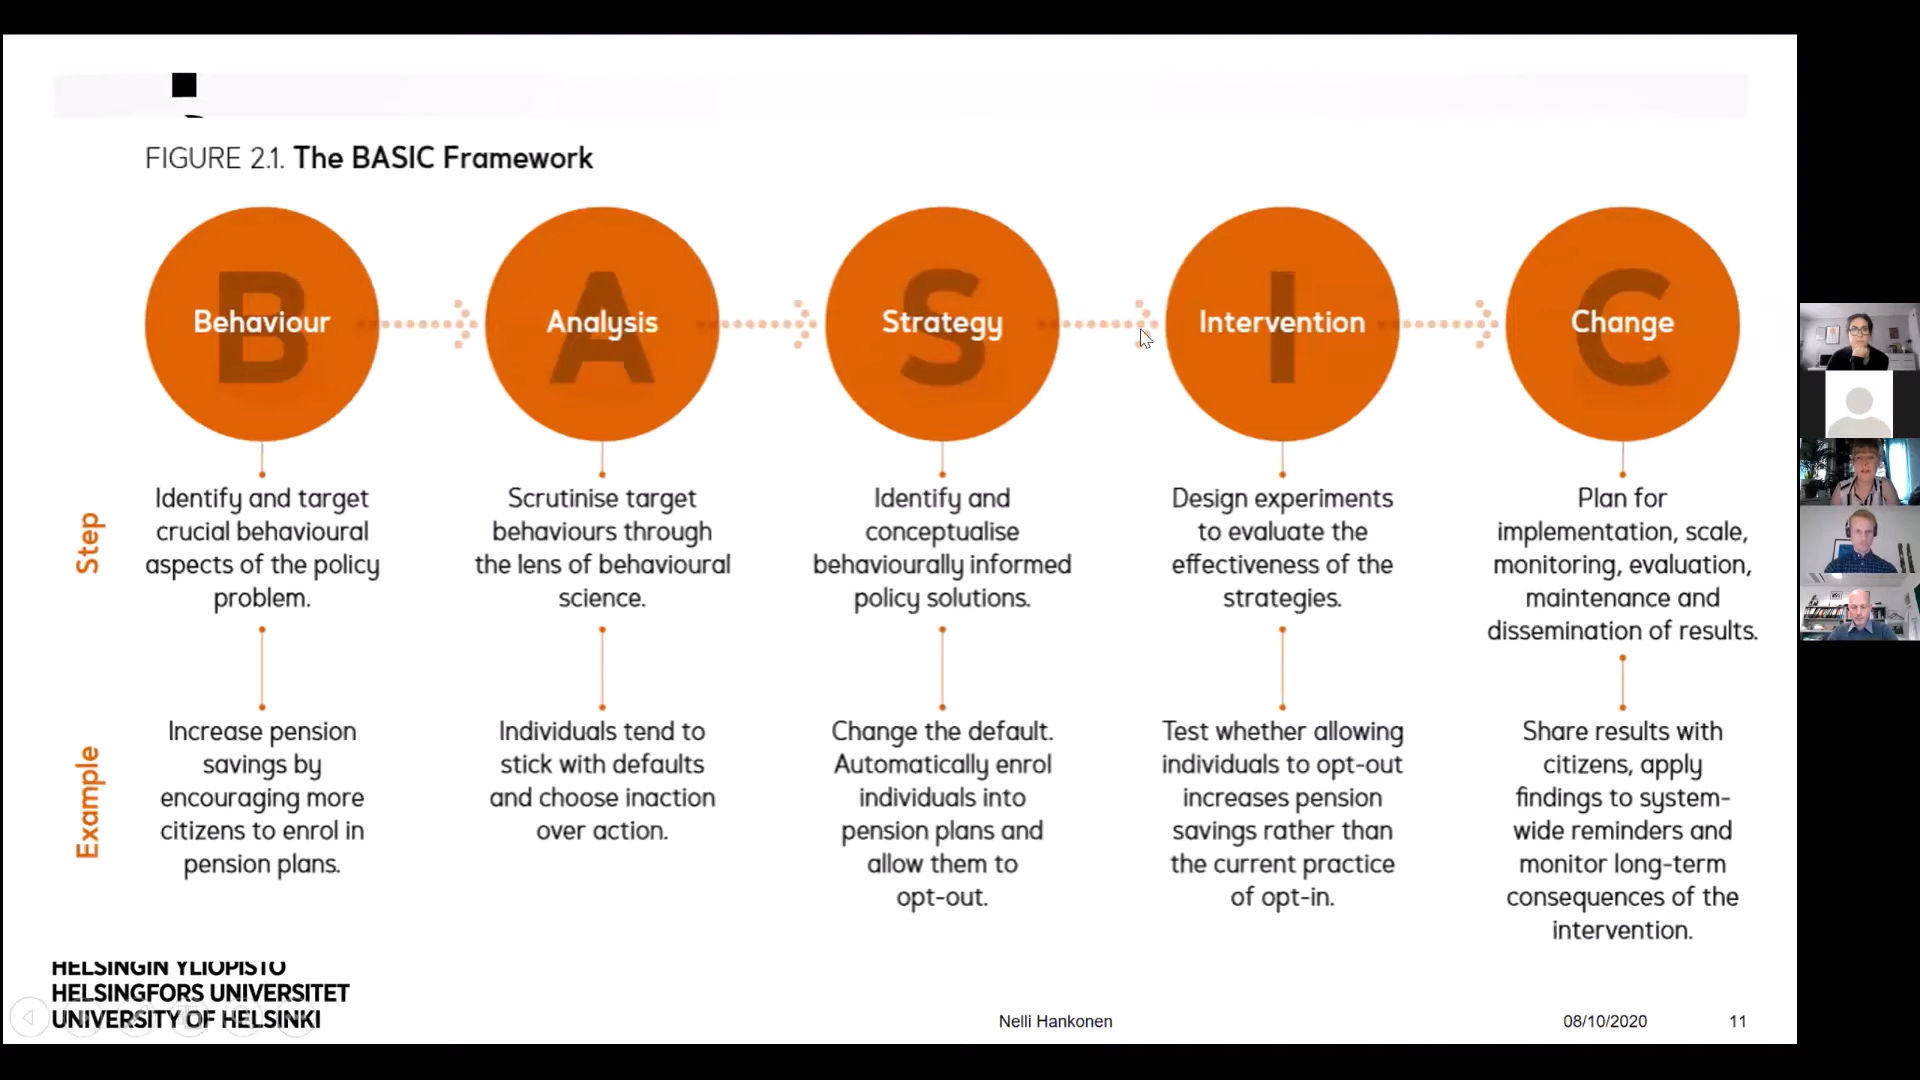 FIGURE 2.1. The BASIC Framework
B
Behaviour
A
Analysis
S
Strategy
I
Intervention
C
Change
Step
Identify and target
crucial behavioural
aspects of the policy
problem.
Scrutinise target
behaviours through
the lens of behavioural
science.
Identify and
conceptualise
behaviourally informed
policy solutions.
Design experiments
to evaluate the
effectiveness of the
strategies.
Plan for
implementation, scale,
monitoring, evaluation,
maintenance and
dissemination of results.
Example
Increase pension
savings by
encouraging more
citizens to enrol in
pension plans.
Individuals tend to
stick with defaults
and choose inaction
over action.
Change the default.
Automatically enrol
individuals into
pension plans and
allow them to
opt-out.
Test whether allowing
individuals to opt-out
increases pension
savings rather than
the current practice
of opt-in.
Share results with
citizens, apply
findings to system-
wide reminders and
monitor long-term
consequences of the
intervention.
HELSINGIN YLIOPISTO
HELSINGFORS UNIVERSITET
UNIVERSITY OF HELSINKI
Nelli Hankonen
08/10/2020
11